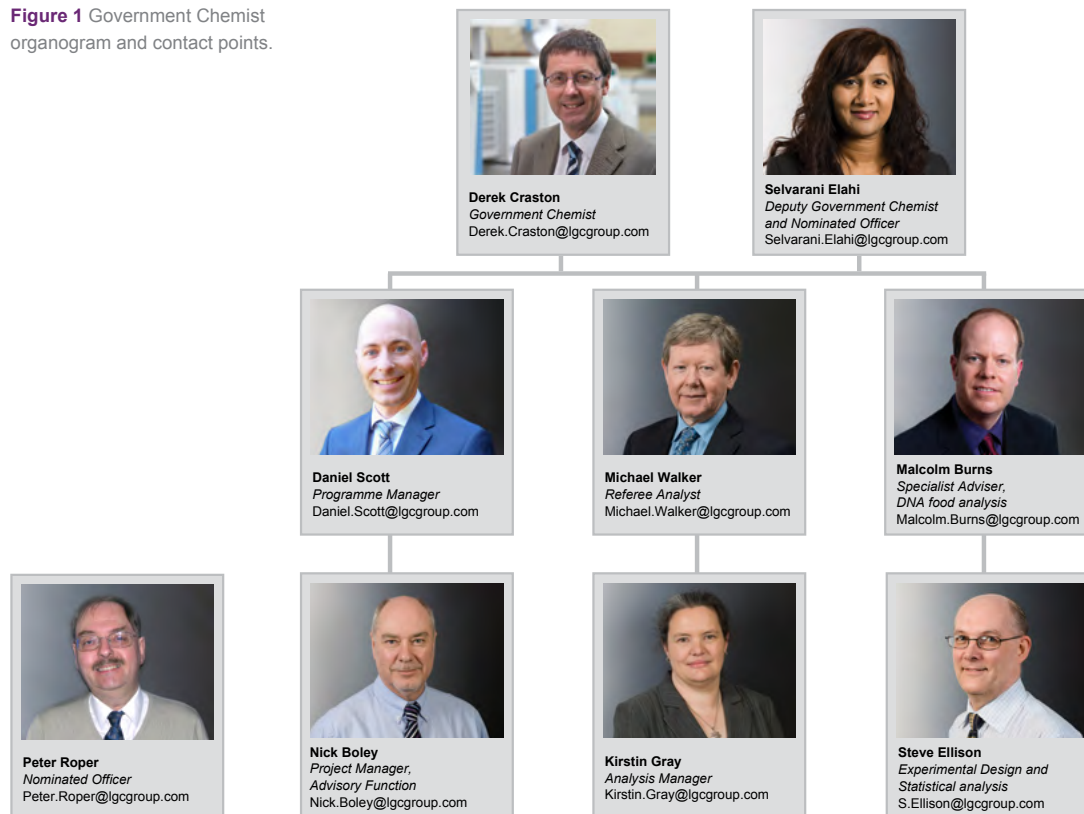 Figure 1 Government Chemist
organogram and contact points.
Derek Craston
Government Chemist
Derek.Craston@lgcgroup.com
Selvarani Elahi
Deputy Government Chemist
and Nominated Officer
Selvarani.Elahi@lgcgroup.com
Daniel Scott
Programme Manager
Daniel.Scott@lgcgroup.com
Michael Walker
Referee Analyst
Michael.Walker@lgcgroup.com
Malcolm Burns
Specialist Adviser,
DNA food analysis
Malcolm.Burns@lgcgroup.com
Peter Roper
Nominated Officer
Peter.Roper@lgcgroup.com
Nick Boley
Project Manager,
Advisory Function
Nick.Boley@lgcgroup.com
Kirstin Gray
Analysis Manager
Kirstin.Gray@lgcgroup.com
Steve Ellison
Experimental Design and
Statistical analysis
S.Ellison@lgcgroup.com